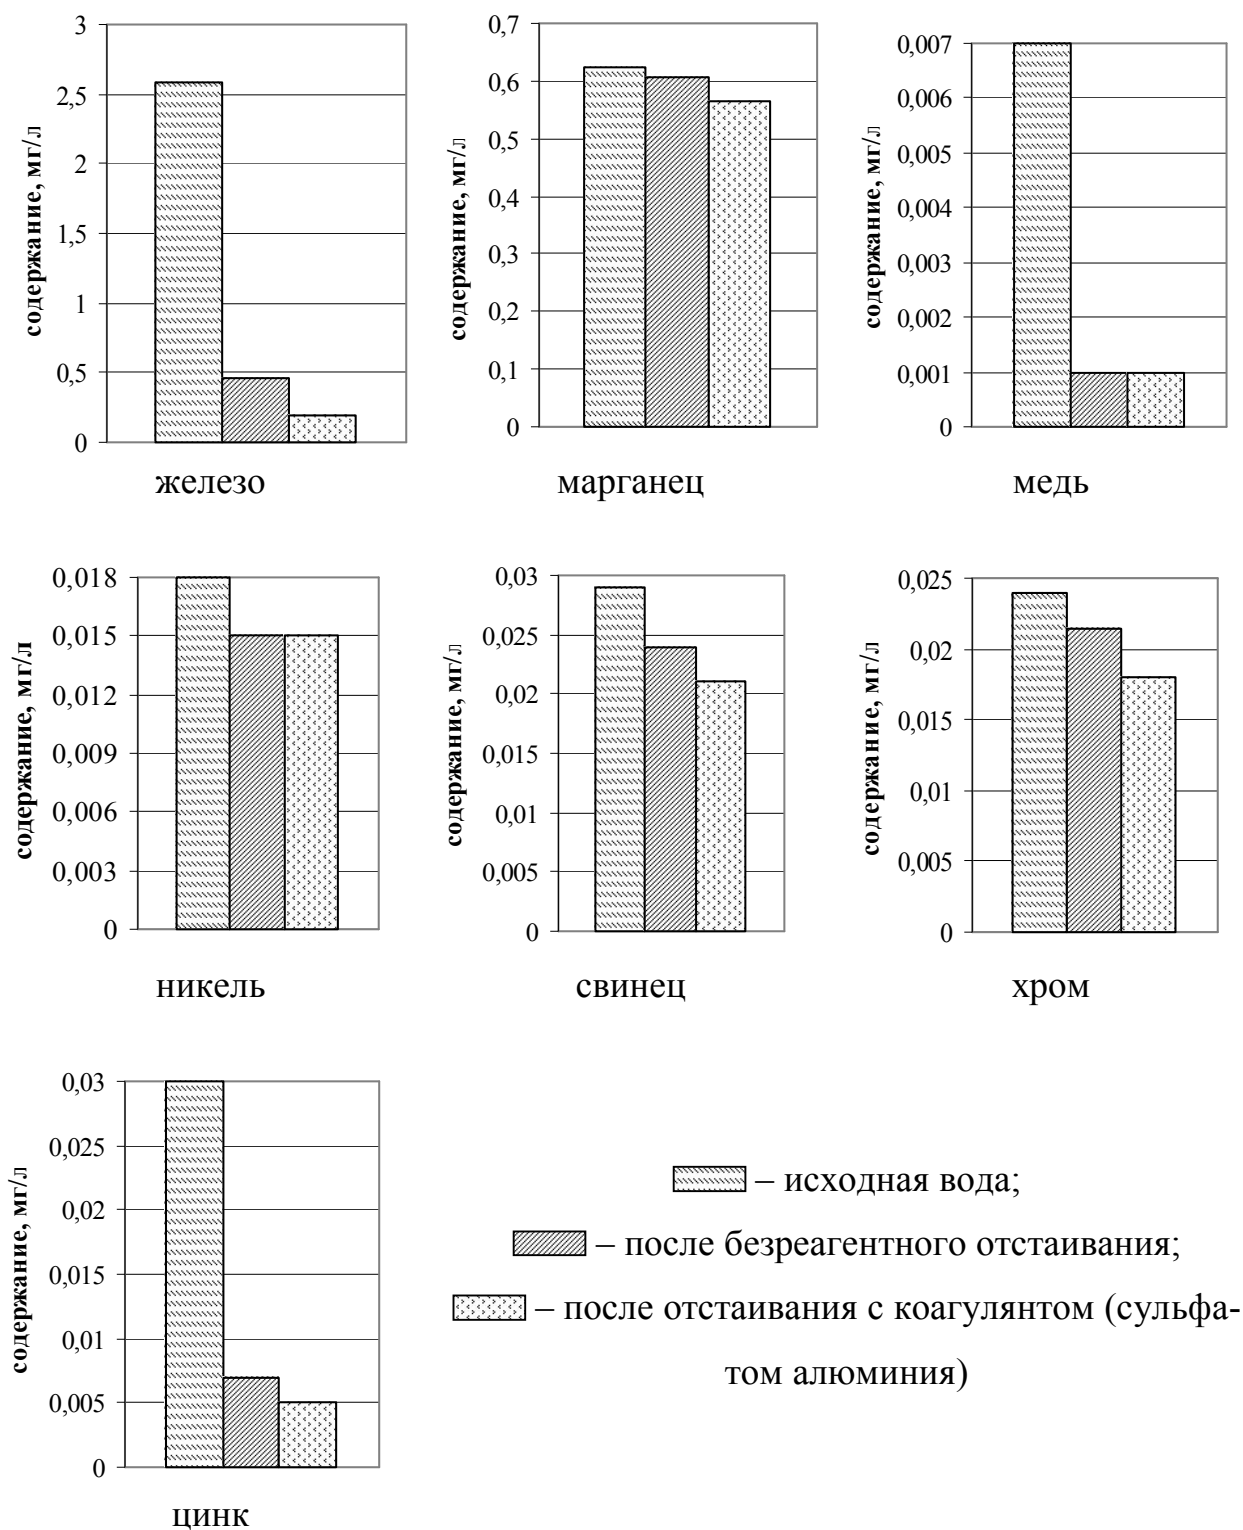 содержание, мг/л
3
2,5
2
1,5
1
0,5
0
железо
содержание, мг/л
0,7
0,6
0,5
0,4
0,3
0,2
0,1
0
марганец
содержание, мг/л
0,007
0,006
0,005
0,004
0,003
0,002
0,001
0
медь
содержание, мг/л
0,018
0,015
0,012
0,009
0,006
0,003
0
никель
содержание, мг/л
0,03
0,025
0,02
0,015
0,01
0,005
0
свинец
содержание, мг/л
0,025
0,02
0,015
0,01
0,005
0
хром
содержание, мг/л
0,03
0,025
0,02
0,015
0,01
0,005
0
цинк
– исходная вода;
– после безреагентного отстаивания;
– после отстаивания с коагулянтом (сульфа-
том алюминия)